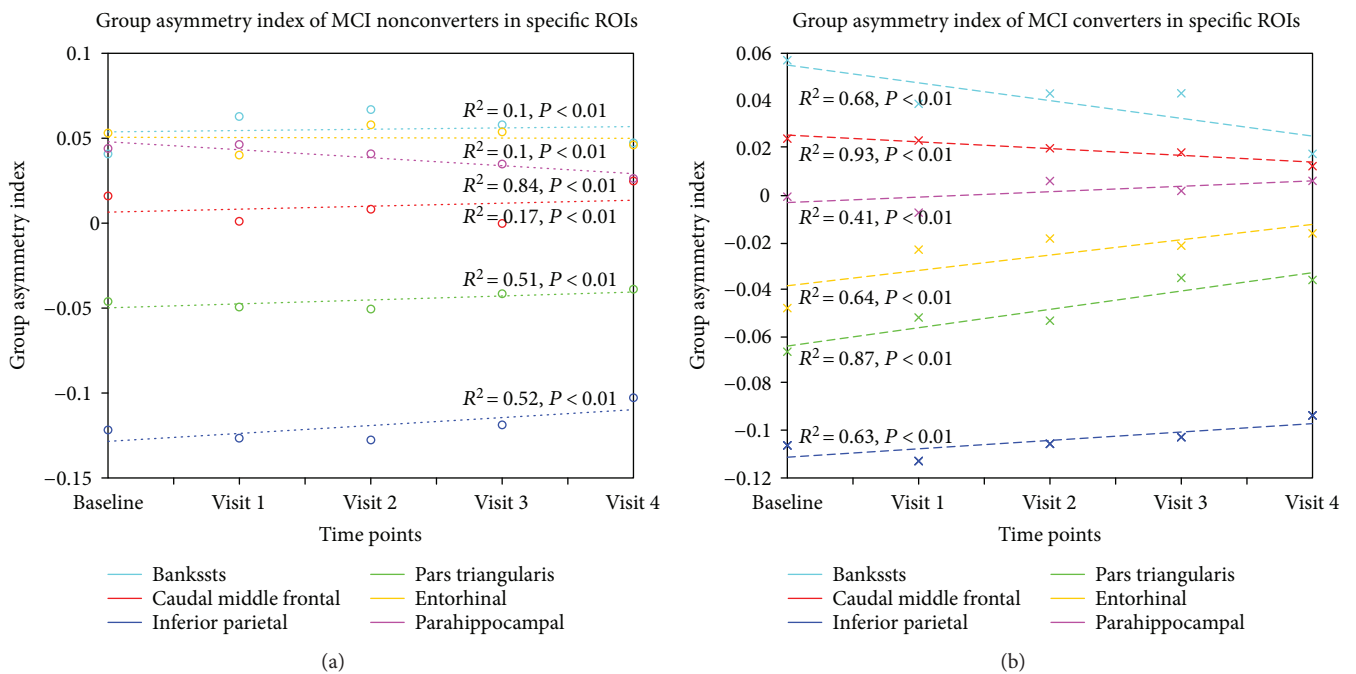 Group asymmetry index of MCI nonconverters in specific ROIs
0.1
0.05
0
−0.05
−0.1
−0.15
Group asymmetry index
R² = 0.1, P < 0.01
R² = 0.1, P < 0.01
R² = 0.84, P < 0.01
R² = 0.17, P < 0.01
R² = 0.51, P < 0.01
R² = 0.52, P < 0.01
Baseline Visit 1 Visit 2 Visit 3 Visit 4
Time points
Bankssts
Caudal middle frontal
Inferior parietal
Pars triangularis
Entorhinal
Parahippocampal
(a)
Group asymmetry index of MCI converters in specific ROIs
0.06
0.04
0.02
0
−0.02
−0.04
−0.06
−0.08
−0.1
−0.12
Group asymmetry index
R² = 0.68, P < 0.01
R² = 0.93, P < 0.01
R² = 0.41, P < 0.01
R² = 0.64, P < 0.01
R² = 0.87, P < 0.01
R² = 0.63, P < 0.01
Baseline Visit 1 Visit 2 Visit 3 Visit 4
Time points
Bankssts
Caudal middle frontal
Inferior parietal
Pars triangularis
Entorhinal
Parahippocampal
(b)